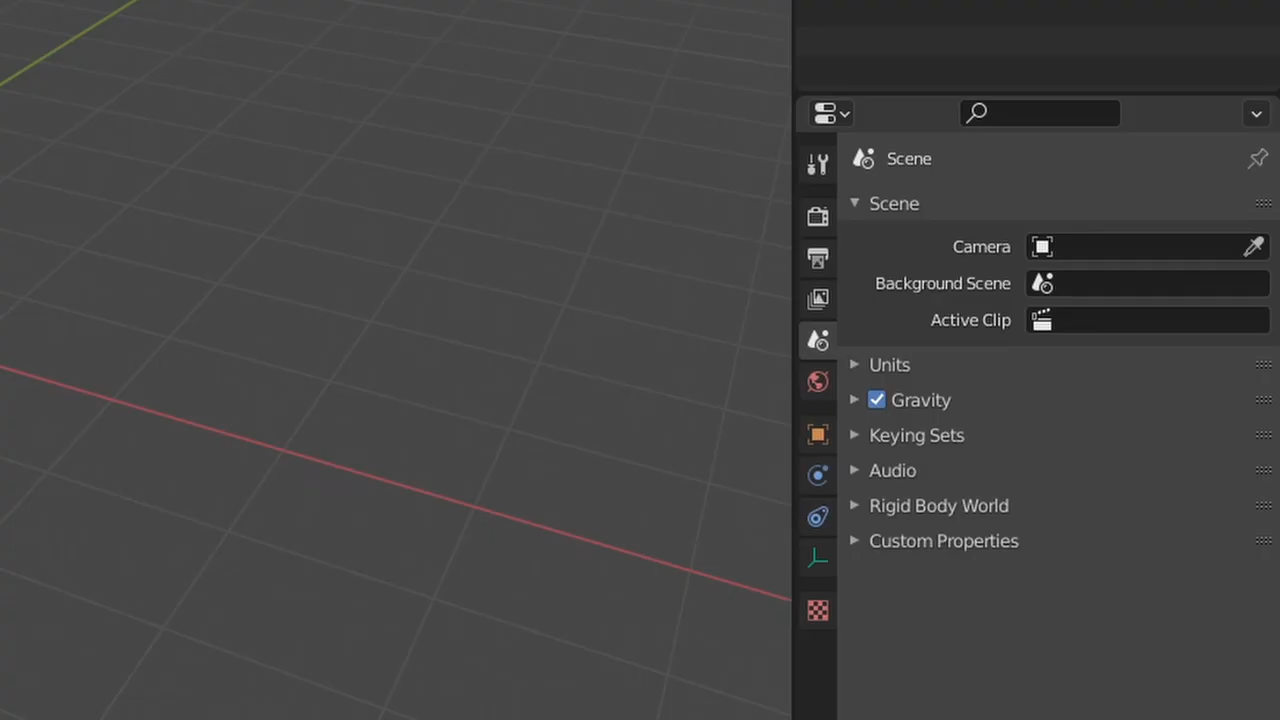 Scene
Scene
Camera
Background Scene
Active Clip
Units
Gravity
Keying Sets
Audio
Rigid Body World
Custom Properties